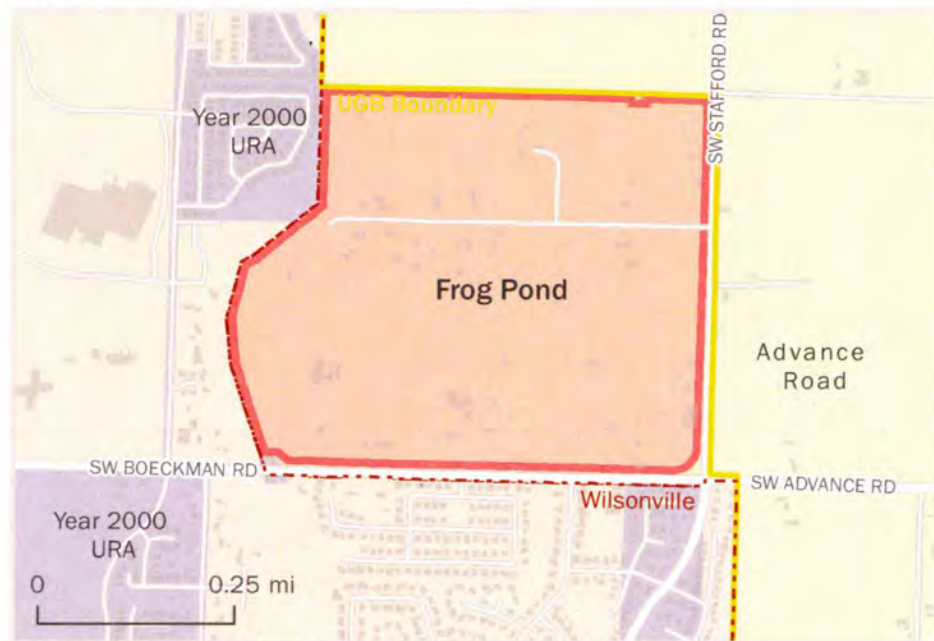 SW STAFFORD RD
UGB Boundary
Year 2000
URA
Frog Pond
Advance
Road
SW BOECKMAN RD
SW ADVANCE RD
Wilsonville
Year 2000
URA
0 0.25 mi